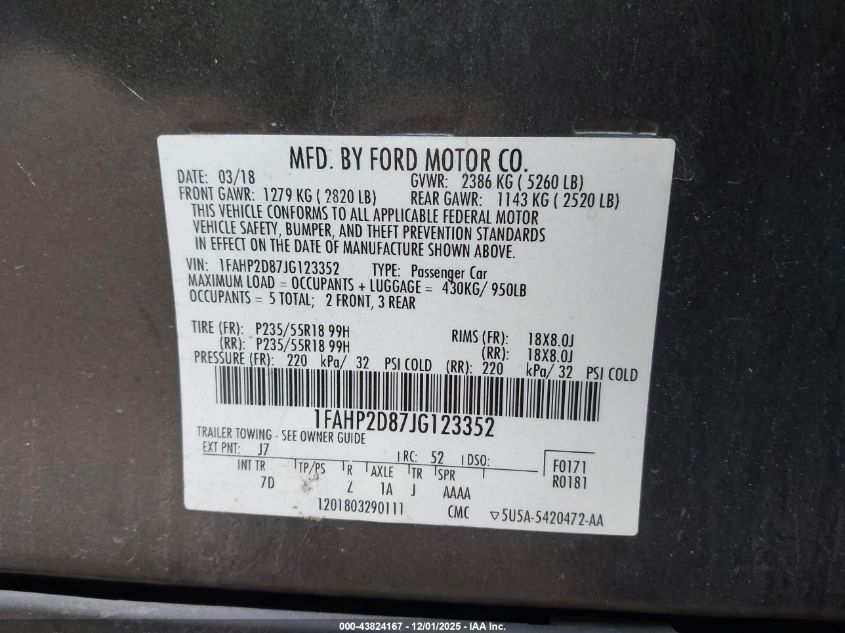 MFD. BY FORD MOTOR CO.
DATE: 03/18 GVWR: 2386 KG ( 5260 LB)
FRONT GAWR: 1279 KG ( 2820 LB) REAR GAWR: 1143 KG ( 2520 LB)
THIS VEHICLE CONFORMS TO ALL APPLICABLE FEDERAL MOTOR
VEHICLE SAFETY, BUMPER, AND THEFT PREVENTION STANDARDS
IN EFFECT ON THE DATE OF MANUFACTURE SHOWN ABOVE.
VIN: 1FAHP2D87JG123352 TYPE: Passenger Car
MAXIMUM LOAD = OCCUPANTS + LUGGAGE = 430KG/ 950LB
OCCUPANTS = 5 TOTAL; 2 FRONT, 3 REAR
TIRE (FR): P235/55R18 99H RIMS (FR): 18X8.0J
(RR): P235/55R18 99H (RR): 18X8.0J
PRESSURE (FR): 220 kPa/ 32 PSI COLD (RR): 220 kPa/ 32 PSI COLD
1FAHP2D87JG123352
TRAILER TOWING - SEE OWNER GUIDE
EXT PNT: J7 RC: 52 DSO: F0171
INT TR TP/PS R AXLE TR SPR R0181
7D Z 1A J AAAA
1201803290111 CMC ▽5U5A-5420472-AA
000-43824167 - 12/01/2025 - IAA Inc.